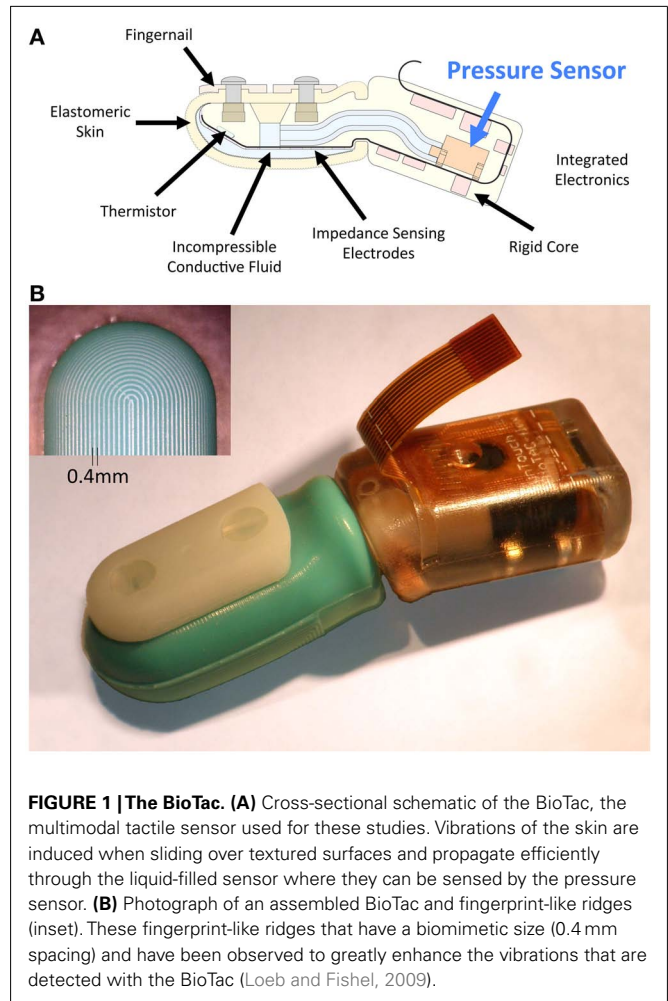 A
Fingernail
Pressure Sensor
Elastomeric
Skin
Integrated
Electronics
Thermistor
Incompressible
Conductive Fluid
Impedance Sensing
Electrodes
Rigid Core
B
0.4mm
FIGURE 1 | The BioTac. (A) Cross-sectional schematic of the BioTac, the
multimodal tactile sensor used for these studies. Vibrations of the skin are
induced when sliding over textured surfaces and propagate efficiently
through the liquid-filled sensor where they can be sensed by the pressure
sensor. (B) Photograph of an assembled BioTac and fingerprint-like ridges
(inset). These fingerprint-like ridges that have a biomimetic size (0.4 mm
spacing) and have been observed to greatly enhance the vibrations that are
detected with the BioTac (Loeb and Fishel, 2009).